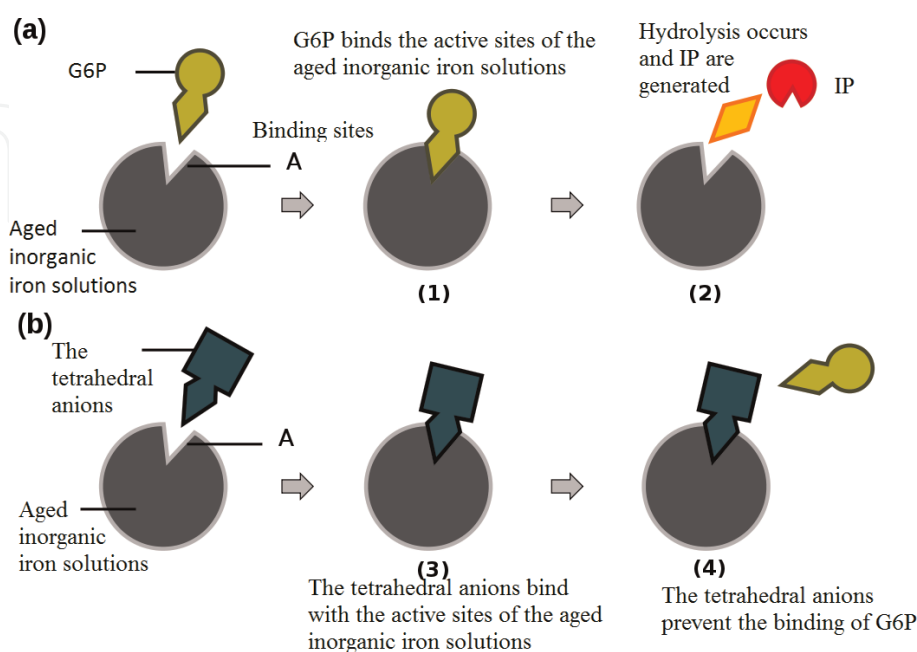 (a)
G6P
Binding sites
A
Aged
inorganic
iron solutions
G6P binds the active sites of the
aged inorganic iron solutions
(1)
Hydrolysis occurs
and IP are
generated
IP
(2)
(b)
The
tetrahedral
anions
A
Aged
inorganic
iron solutions
(3)
The tetrahedral anions bind
with the active sites of the aged
inorganic iron solutions
(4)
The tetrahedral anions
prevent the binding of G6P